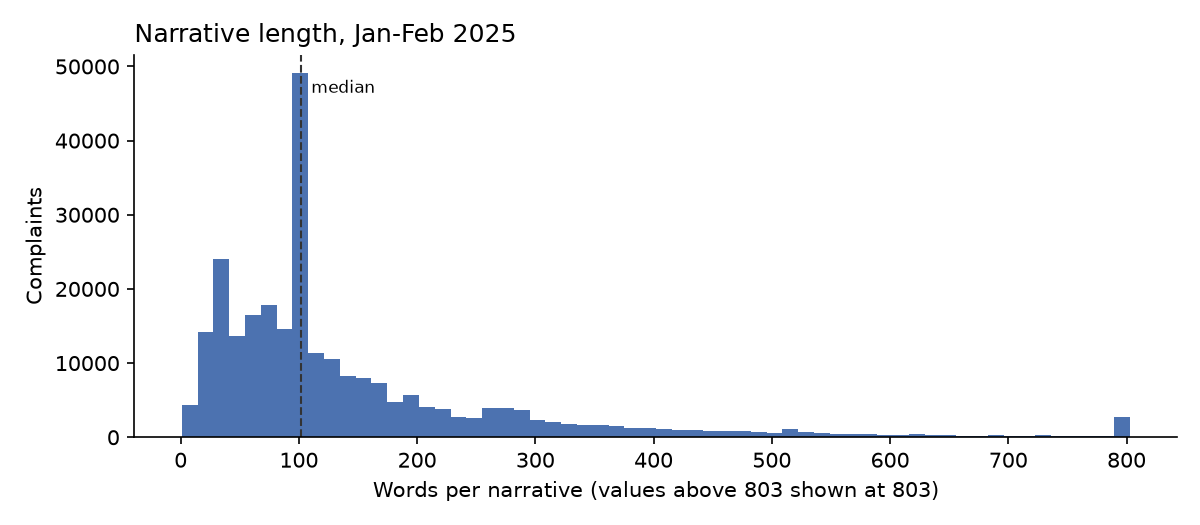 Narrative length, Jan-Feb 2025
50000
40000
30000
20000
10000
0
Complaints
median
0 100 200 300 400 500 600 700 800
Words per narrative (values above 803 shown at 803)